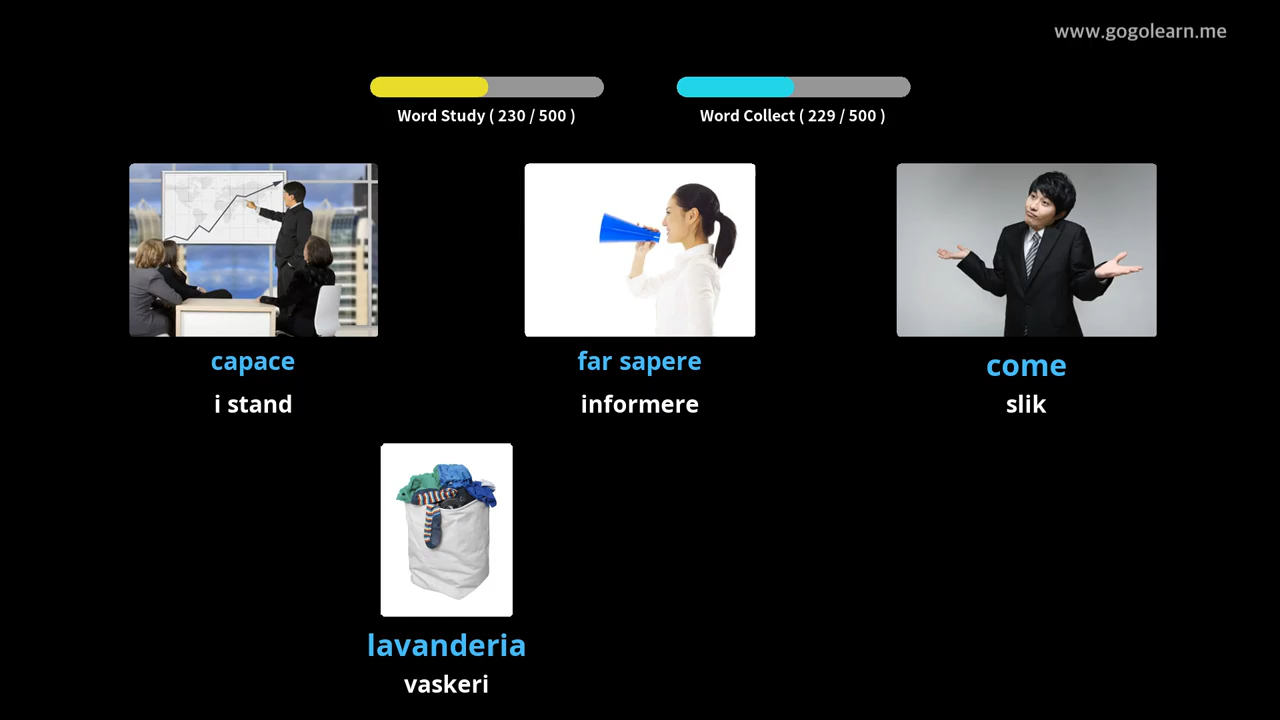 www.gogolearn.me
Word Study ( 230 / 500 )
Word Collect ( 229 / 500 )
capace
i stand
far sapere
informere
come
slik
lavanderia
vaskeri